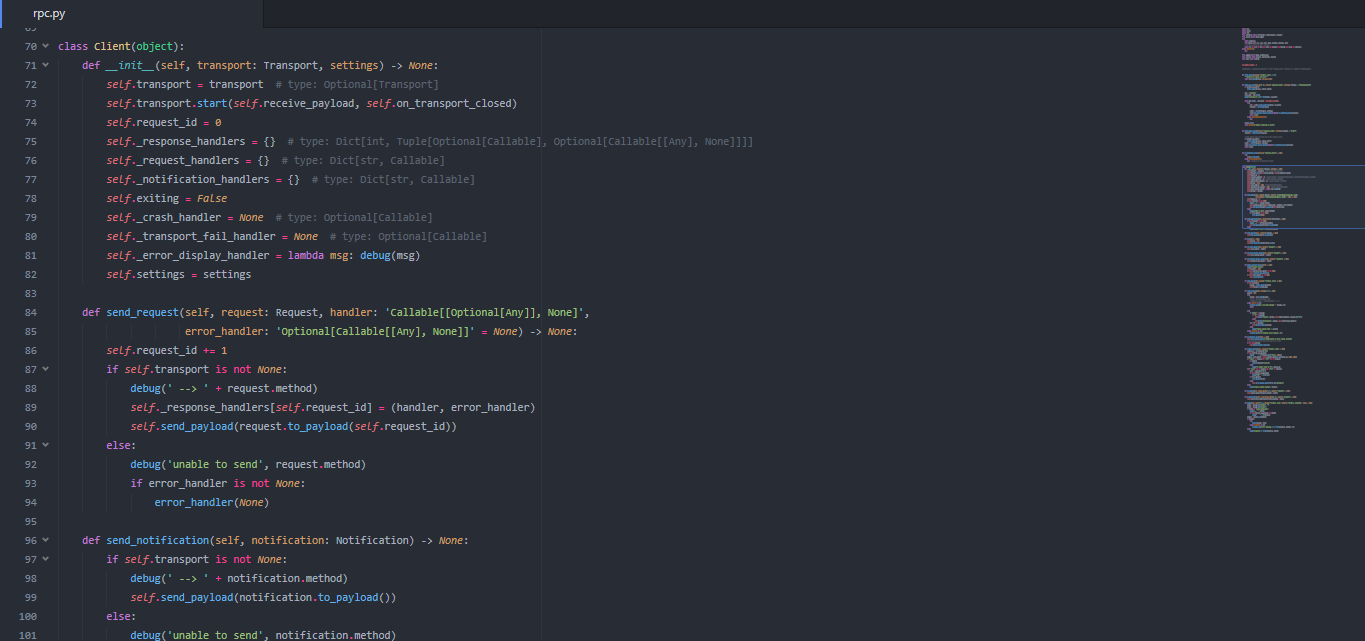 rpc.py
69
70 class Client(object):
71 def __init__(self, transport: Transport, settings) -> None:
72 self.transport = transport  # type: Optional[Transport]
73 self.transport.start(self.receive_payload, self.on_transport_closed)
74 self.request_id = 0
75 self._response_handlers = {}  # type: Dict[int, Tuple[Optional[Callable], Optional[Callable[[Any], None]]]]
76 self._request_handlers = {}  # type: Dict[str, Callable]
77 self._notification_handlers = {}  # type: Dict[str, Callable]
78 self.exiting = False
79 self._crash_handler = None  # type: Optional[Callable]
80 self._transport_fail_handler = None  # type: Optional[Callable]
81 self._error_display_handler = lambda msg: debug(msg)
82 self.settings = settings
83
84 def send_request(self, request: Request, handler: 'Callable[[Optional[Any]], None]',
85 error_handler: 'Optional[Callable[[Any], None]]' = None) -> None:
86 self.request_id += 1
87 if self.transport is not None:
88 debug(' --> ' + request.method)
89 self._response_handlers[self.request_id] = (handler, error_handler)
90 self.send_payload(request.to_payload(self.request_id))
91 else:
92 debug('unable to send', request.method)
93 if error_handler is not None:
94 error_handler(None)
95
96 def send_notification(self, notification: Notification) -> None:
97 if self.transport is not None:
98 debug(' --> ' + notification.method)
99 self.send_payload(notification.to_payload())
100 else:
101 debug('unable to send', notification.method)